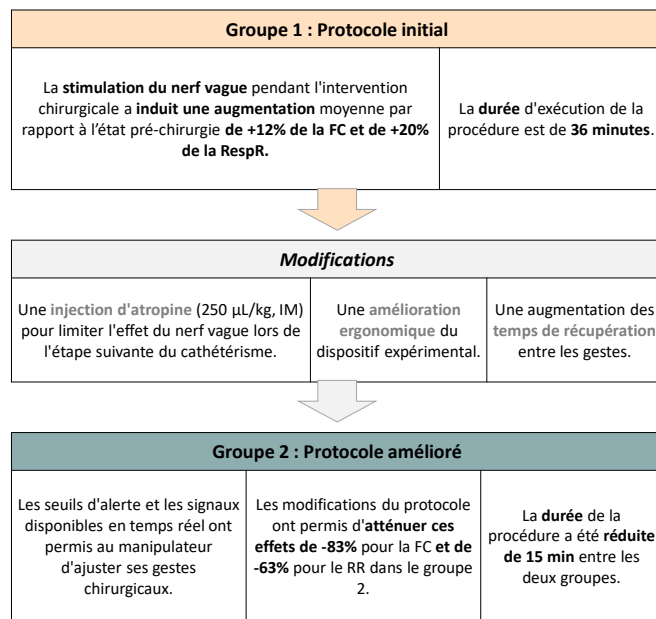 Groupe 1 : Protocole initial
La stimulation du nerf vague pendant l'intervention
chirurgicale a induit une augmentation moyenne par
rapport à l'état pré-chirurgie de +12% de la FC et de +20%
de la RespR.
La durée d'exécution de la
procédure est de 36 minutes.
Modifications
Une injection d'atropine (250 µL/kg, IM)
pour limiter l'effet du nerf vague lors de
l'étape suivante du cathétérisme.
Une amélioration
ergonomique du
dispositif expérimental.
Une augmentation des
temps de récupération
entre les gestes.
Groupe 2 : Protocole amélioré
Les seuils d'alerte et les signaux
disponibles en temps réel ont
permis au manipulateur
d'ajuster ses gestes
chirurgicaux.
Les modifications du protocole
ont permis d'atténuer ces
effets de -83% pour la FC et de
-63% pour le RR dans le groupe
2.
La durée de la
procédure a été réduite
de 15 min entre les
deux groupes.